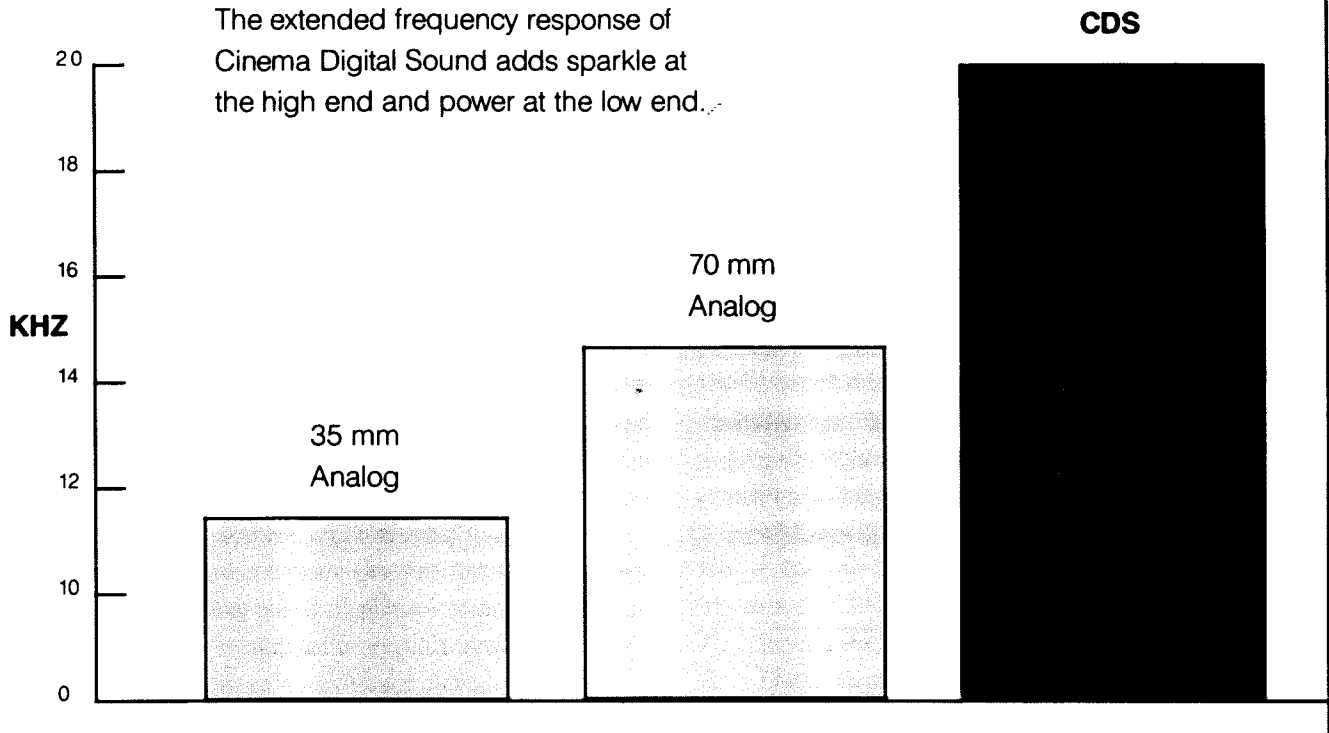 The extended frequency response of
Cinema Digital Sound adds sparkle at
the high end and power at the low end.
CDS
20
18
16
70 mm
Analog
KHZ
14
35 mm
Analog
12
10
0